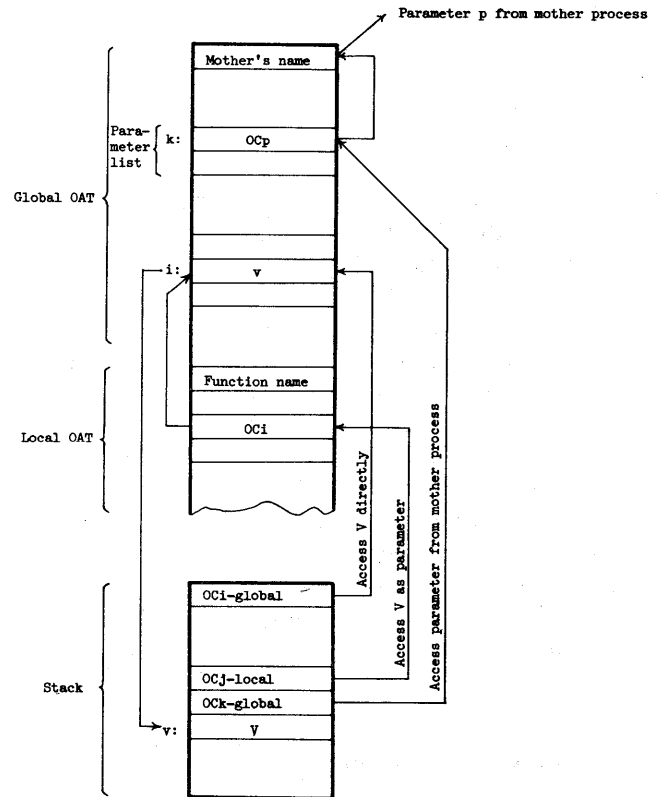 Parameter p from mother process
Mother's name
Para-
meter
list
k:
OCp
Global OAT
i:
v
Function name
Local OAT
OCi
Access V directly
Access V as parameter
Access parameter from mother process
OCi-global
Stack
OCj-local
OCk-global
v:
V